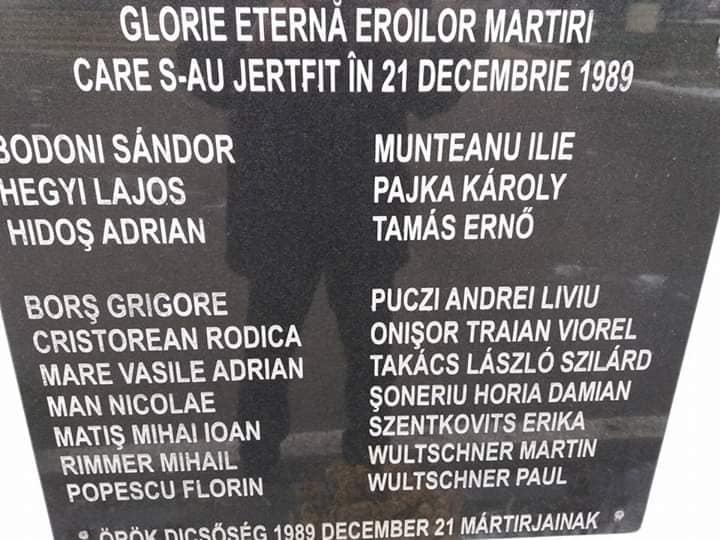 GLORIE ETERNĂ EROILOR MARTIRI
CARE S-AU JERTFIT ÎN 21 DECEMBRIE 1989
BODONI SÁNDOR
HEGYI LAJOS
HIDOŞ ADRIAN
MUNTEANU ILIE
PAJKA KÁROLY
TAMÁS ERNŐ
BORŞ GRIGORE
CRISTOREAN RODICA
MARE VASILE ADRIAN
MAN NICOLAE
MATIŞ MIHAI IOAN
RIMMER MIHAIL
POPESCU FLORIN
PUCZI ANDREI LIVIU
ONIŞOR TRAIAN VIOREL
TAKÁCS LÁSZLÓ SZILÁRD
ŞONERIU HORIA DAMIAN
SZENTKOVITS ERIKA
WULTSCHNER MARTIN
WULTSCHNER PAUL
ÖRÖK DICSŐSÉG 1989 DECEMBER 21 MÁRTIRJAINAK